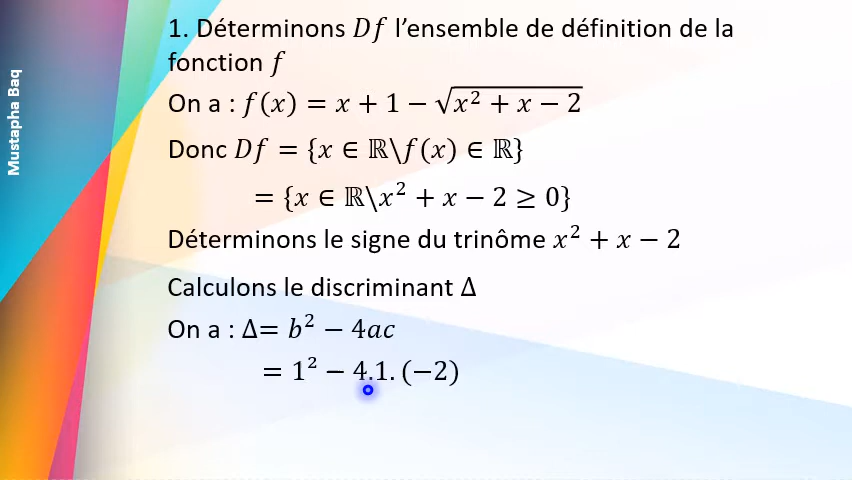 Mustapha Baq
1. Déterminons Df l’ensemble de définition de la
fonction f
On a : f(x) = x + 1 − √(x² + x − 2)
Donc Df = {x ∈ ℝ\f(x) ∈ ℝ}
= {x ∈ ℝ\x² + x − 2 ≥ 0}
Déterminons le signe du trinôme x² + x − 2
Calculons le discriminant Δ
On a : Δ= b² − 4ac
= 1² − 4.1. (−2)